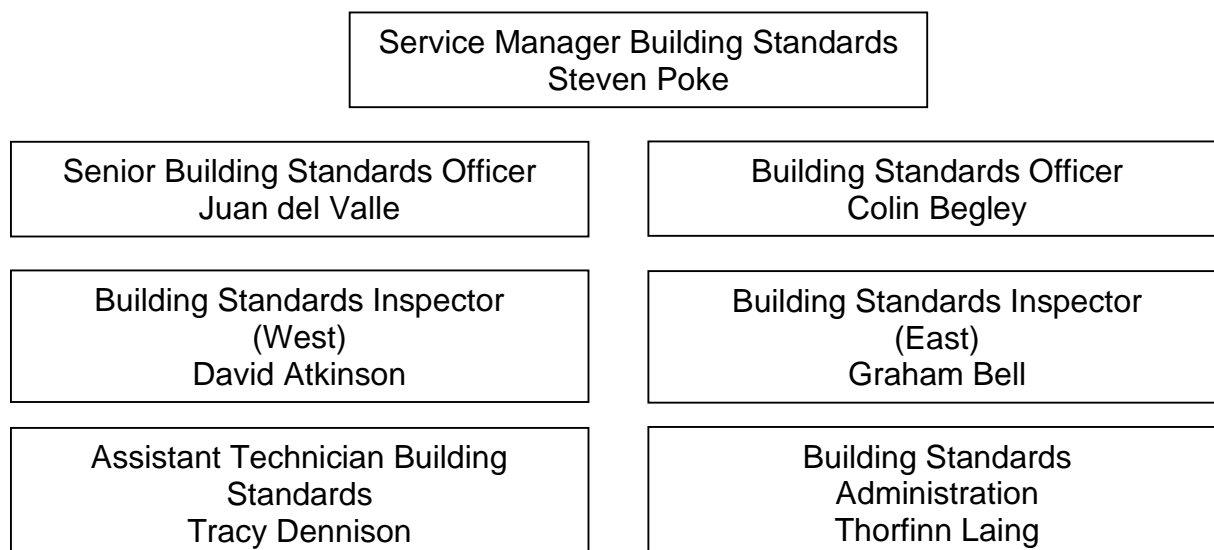 Service Manager Building Standards
Steven Poke
Senior Building Standards Officer
Juan del Valle
Building Standards Officer
Colin Begley
Building Standards Inspector
(West)
David Atkinson
Building Standards Inspector
(East)
Graham Bell
Assistant Technician Building
Standards
Tracy Dennison
Building Standards
Administration
Thorfinn Laing